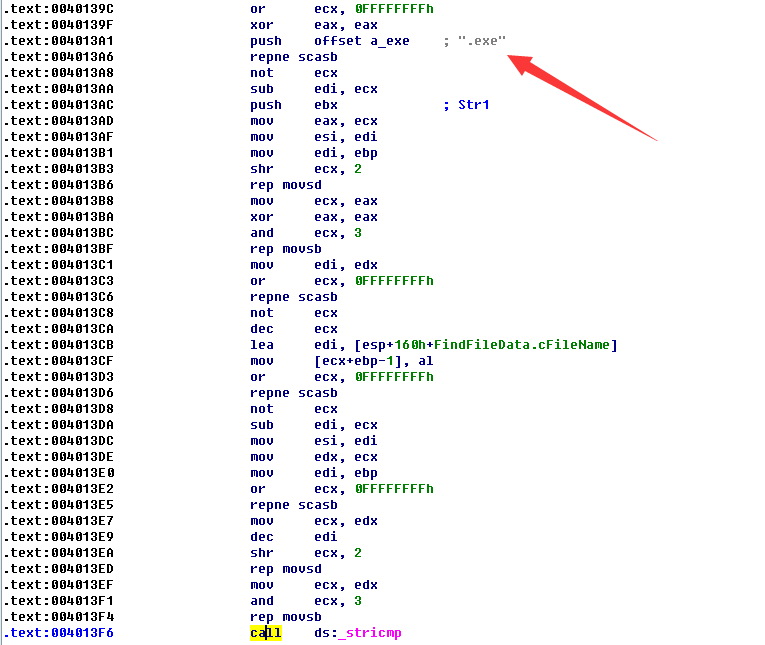 .text:0040139C or ecx, 0FFFFFFFFh
.text:0040139F xor eax, eax
.text:004013A1 push offset a_exe ; ".exe"
.text:004013A6 repne scasb
.text:004013A8 not ecx
.text:004013AA sub edi, ecx
.text:004013AC push ebx ; Str1
.text:004013AD mov eax, ecx
.text:004013AF mov esi, edi
.text:004013B1 mov edi, ebp
.text:004013B3 shr ecx, 2
.text:004013B6 rep movsd
.text:004013B8 mov ecx, eax
.text:004013BA xor eax, eax
.text:004013BC and ecx, 3
.text:004013BF rep movsb
.text:004013C1 mov edi, edx
.text:004013C3 or ecx, 0FFFFFFFFh
.text:004013C6 repne scasb
.text:004013C8 not ecx
.text:004013CA dec ecx
.text:004013CB lea edi, [esp+160h+FindFileData.cFileName]
.text:004013CF mov [ecx+ebp-1], al
.text:004013D3 or ecx, 0FFFFFFFFh
.text:004013D6 repne scasb
.text:004013D8 not ecx
.text:004013DA sub edi, ecx
.text:004013DC mov esi, edi
.text:004013DE mov edx, ecx
.text:004013E0 mov edi, ebp
.text:004013E2 or ecx, 0FFFFFFFFh
.text:004013E5 repne scasb
.text:004013E7 mov ecx, edx
.text:004013E9 dec edi
.text:004013EA shr ecx, 2
.text:004013ED rep movsd
.text:004013EF mov ecx, edx
.text:004013F1 and ecx, 3
.text:004013F4 rep movsb
.text:004013F6 call ds:_stricmp